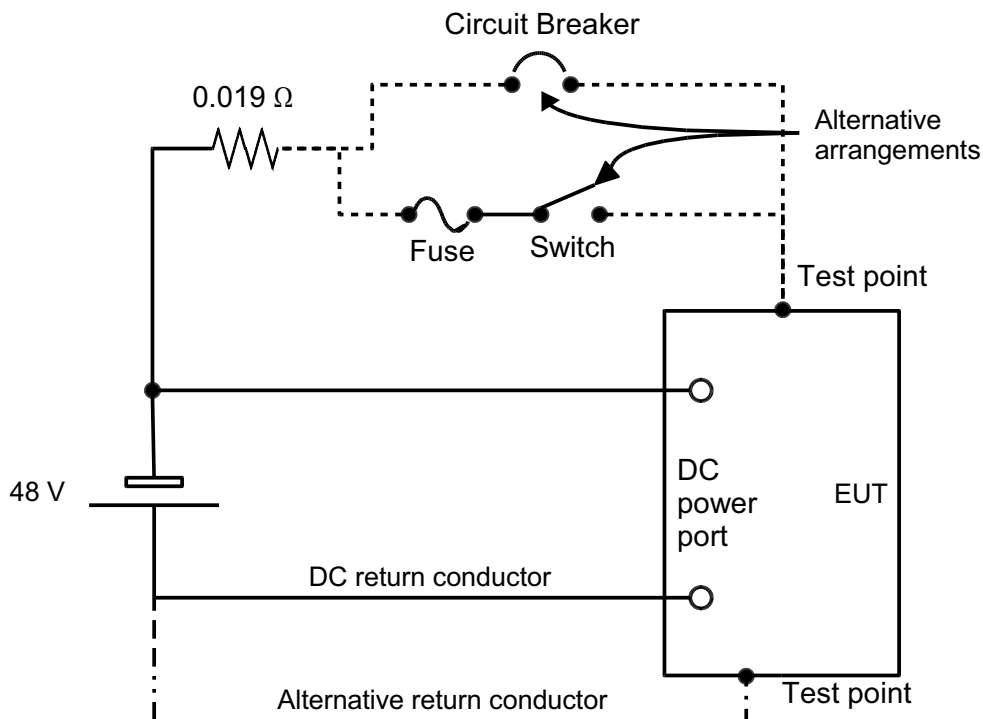 Circuit Breaker
0.019 Ω
Alternative
arrangements
Fuse
Switch
Test point
48 V
DC
power
port
EUT
DC return conductor
Alternative return conductor
Test point